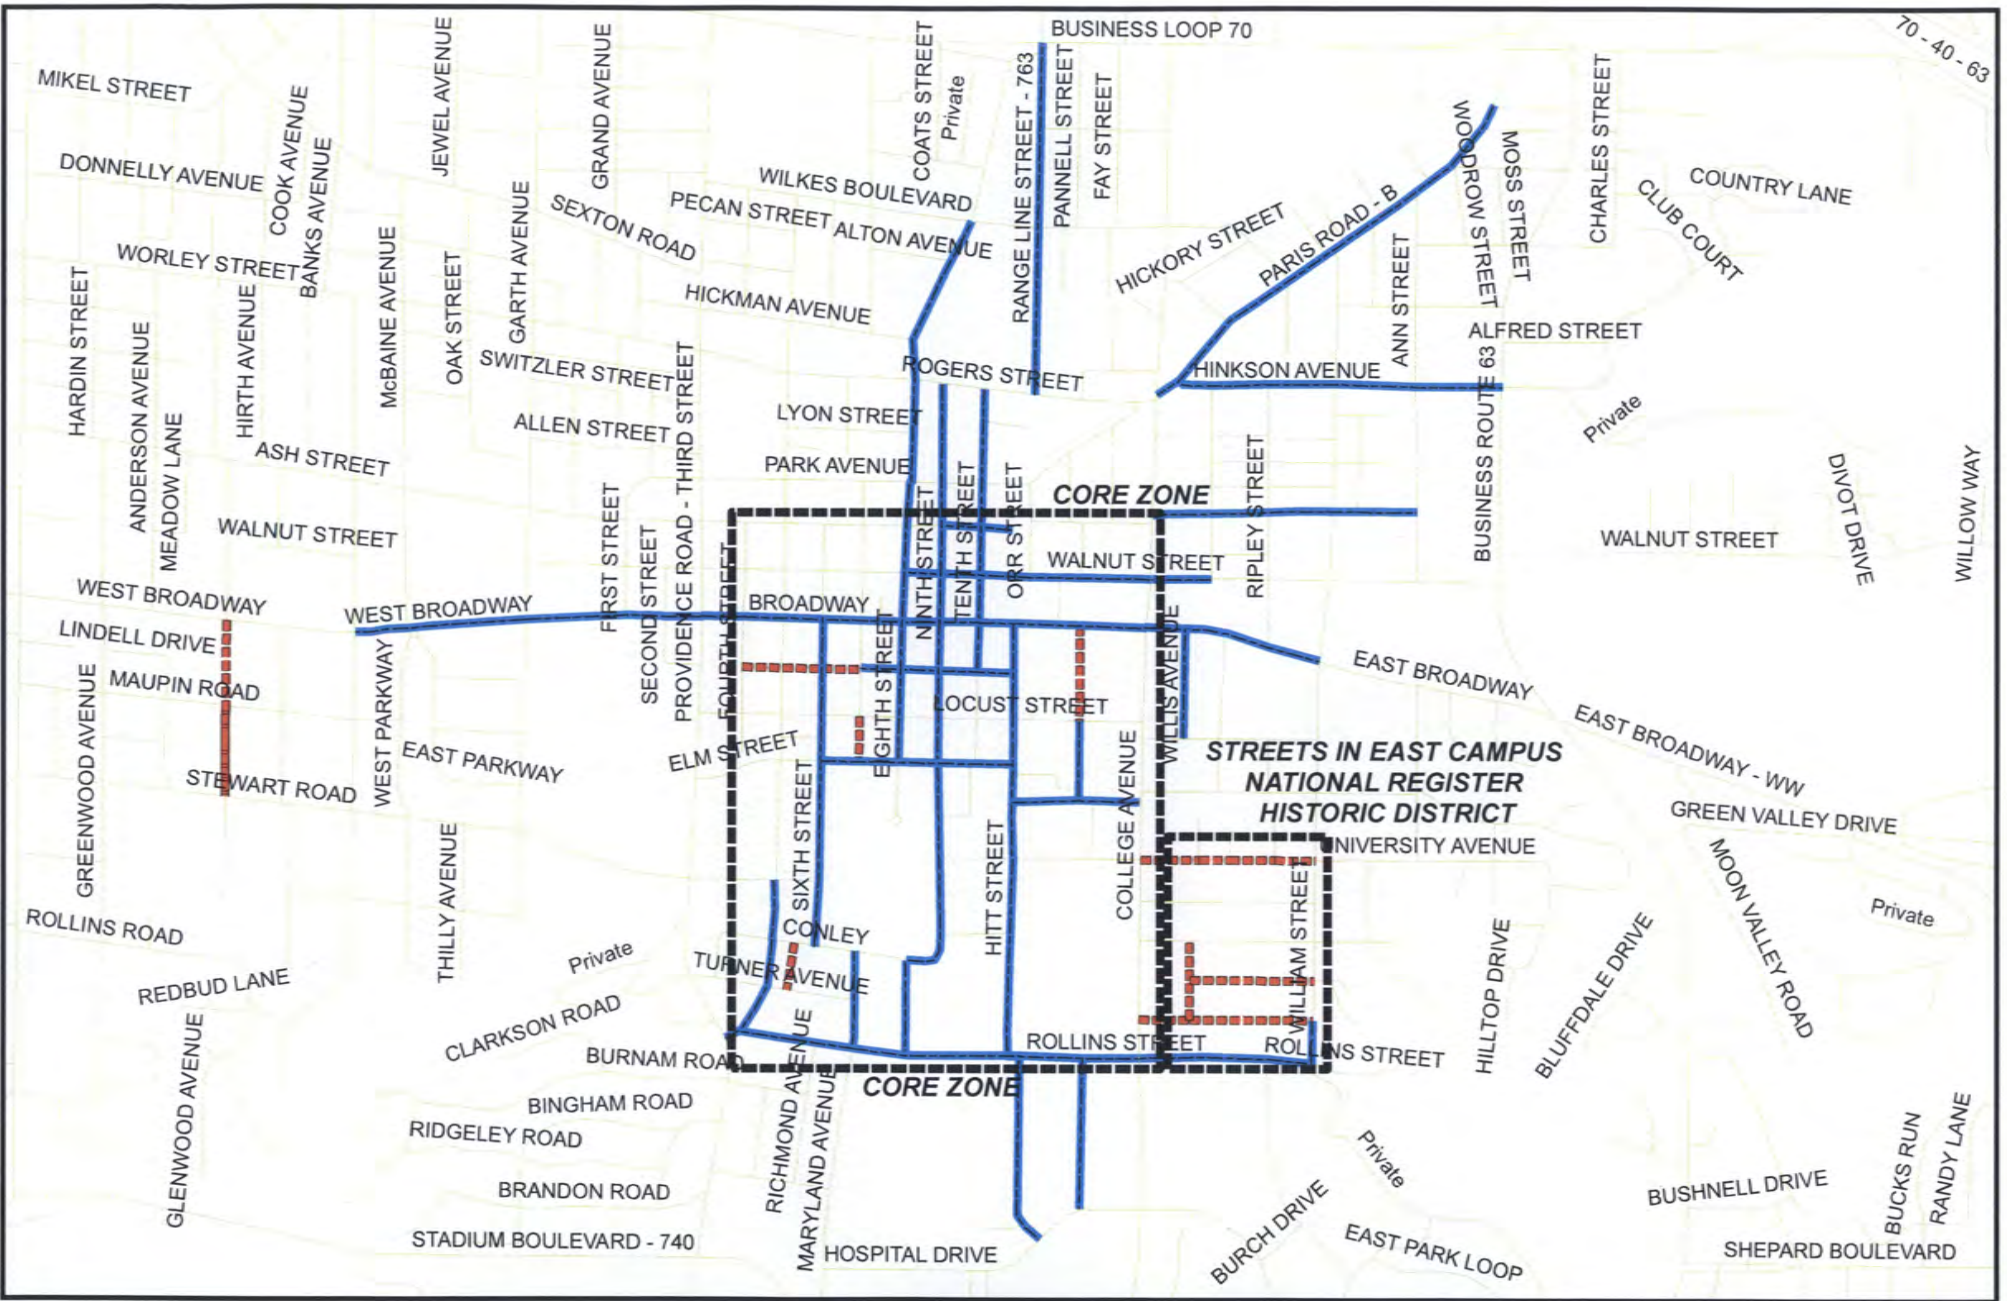 BUSINESS LOOP 70
70 - 40 - 63
MIKEL STREET
COOK AVENUE
BANKS AVENUE
JEWEL AVENUE
GRAND AVENUE
COATS STREET
Private
RANGE LINE STREET - 763
PANNELL STREET
FAY STREET
WOODROW STREET
MOSS STREET
CHARLES STREET
COUNTRY LANE
CLUB COURT
DONNELLY AVENUE
WILKES BOULEVARD
PECAN STREET
ALTON AVENUE
SEXTON ROAD
GARTH AVENUE
HICKORY STREET
PARIS ROAD - B
ANN STREET
WORLEY STREET
HARDIN STREET
ANDERSON AVENUE
MEADOW LANE
HIRTH AVENUE
McBAINE AVENUE
OAK STREET
HICKMAN AVENUE
ALFRED STREET
SWITZLER STREET
ROGERS STREET
HINKSON AVENUE
BUSINESS ROUTE 63
Private
ALLEN STREET
LYON STREET
ASH STREET
PARK AVENUE
CORE ZONE
RIPLEY STREET
DIVOT DRIVE
WILLOW WAY
WALNUT STREET
FIRST STREET
SECOND STREET
PROVIDENCE ROAD - THIRD STREET
FOURTH STREET
NINTH STREET
TENTH STREET
ORR STREET
WALNUT STREET
WALNUT STREET
WEST BROADWAY
WEST BROADWAY
BROADWAY
LINDELL DRIVE
MAUPIN ROAD
GREENWOOD AVENUE
WEST PARKWAY
EIGHTH STREET
LOCUST STREET
WILLIS AVENUE
EAST BROADWAY
EAST BROADWAY - WW
STEWART ROAD
EAST PARKWAY
ELM STREET
SIXTH STREET
COLLEGE AVENUE
STREETS IN EAST CAMPUS
NATIONAL REGISTER
HISTORIC DISTRICT
GREEN VALLEY DRIVE
NIVERSITY AVENUE
THILLY AVENUE
HITT STREET
WILLIAM STREET
MOON VALLEY ROAD
Private
ROLLINS ROAD
CONLEY
TURNER AVENUE
Private
HILLTOP DRIVE
BLUFFDALE DRIVE
REDBUD LANE
GLENWOOD AVENUE
CLARKSON ROAD
BURNAM ROAD
RICHMOND AVENUE
MARYLAND AVENUE
ROLLINS STREET
ROLLINS STREET
CORE ZONE
BINGHAM ROAD
RIDGELEY ROAD
BRANDON ROAD
Private
BUSHNELL DRIVE
BUCKS RUN
RANDY LANE
STADIUM BOULEVARD - 740
HOSPITAL DRIVE
BURCH DRIVE
EAST PARK LOOP
SHEPARD BOULEVARD